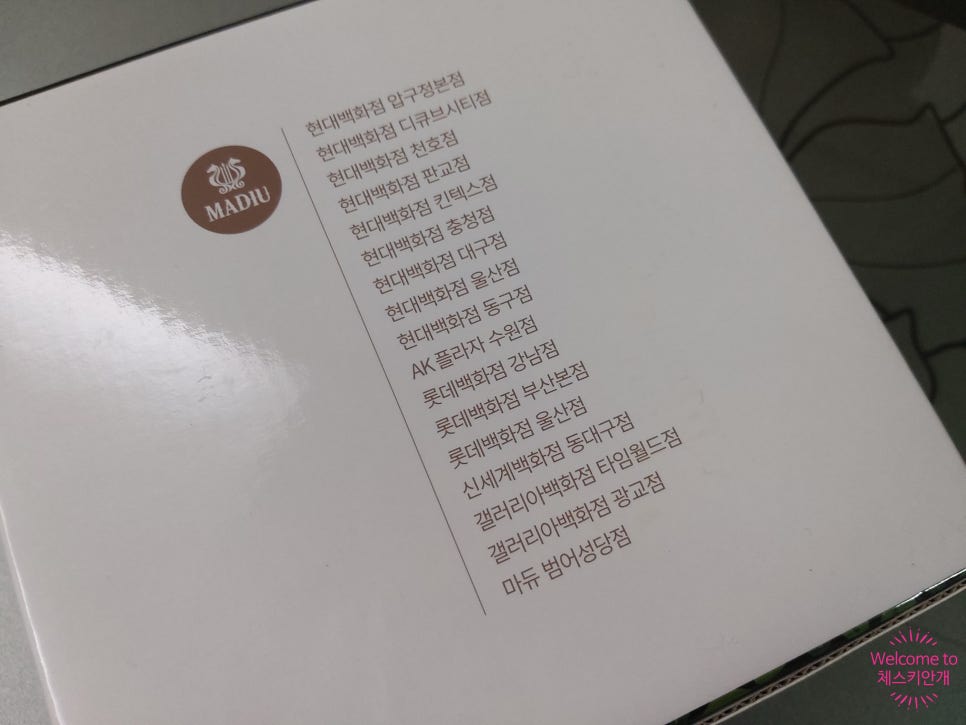 MADIU
현대백화점 압구정본점
현대백화점 디큐브시티점
현대백화점 천호점
현대백화점 판교점
현대백화점 킨텍스점
현대백화점 충청점
현대백화점 대구점
현대백화점 울산점
현대백화점 동구점
AK플라자 수원점
롯데백화점 강남점
롯데백화점 부산본점
롯데백화점 울산점
신세계백화점 동대구점
갤러리아백화점 타임월드점
갤러리아백화점 광교점
마듀 범어성당점
Welcome to
체스키안개